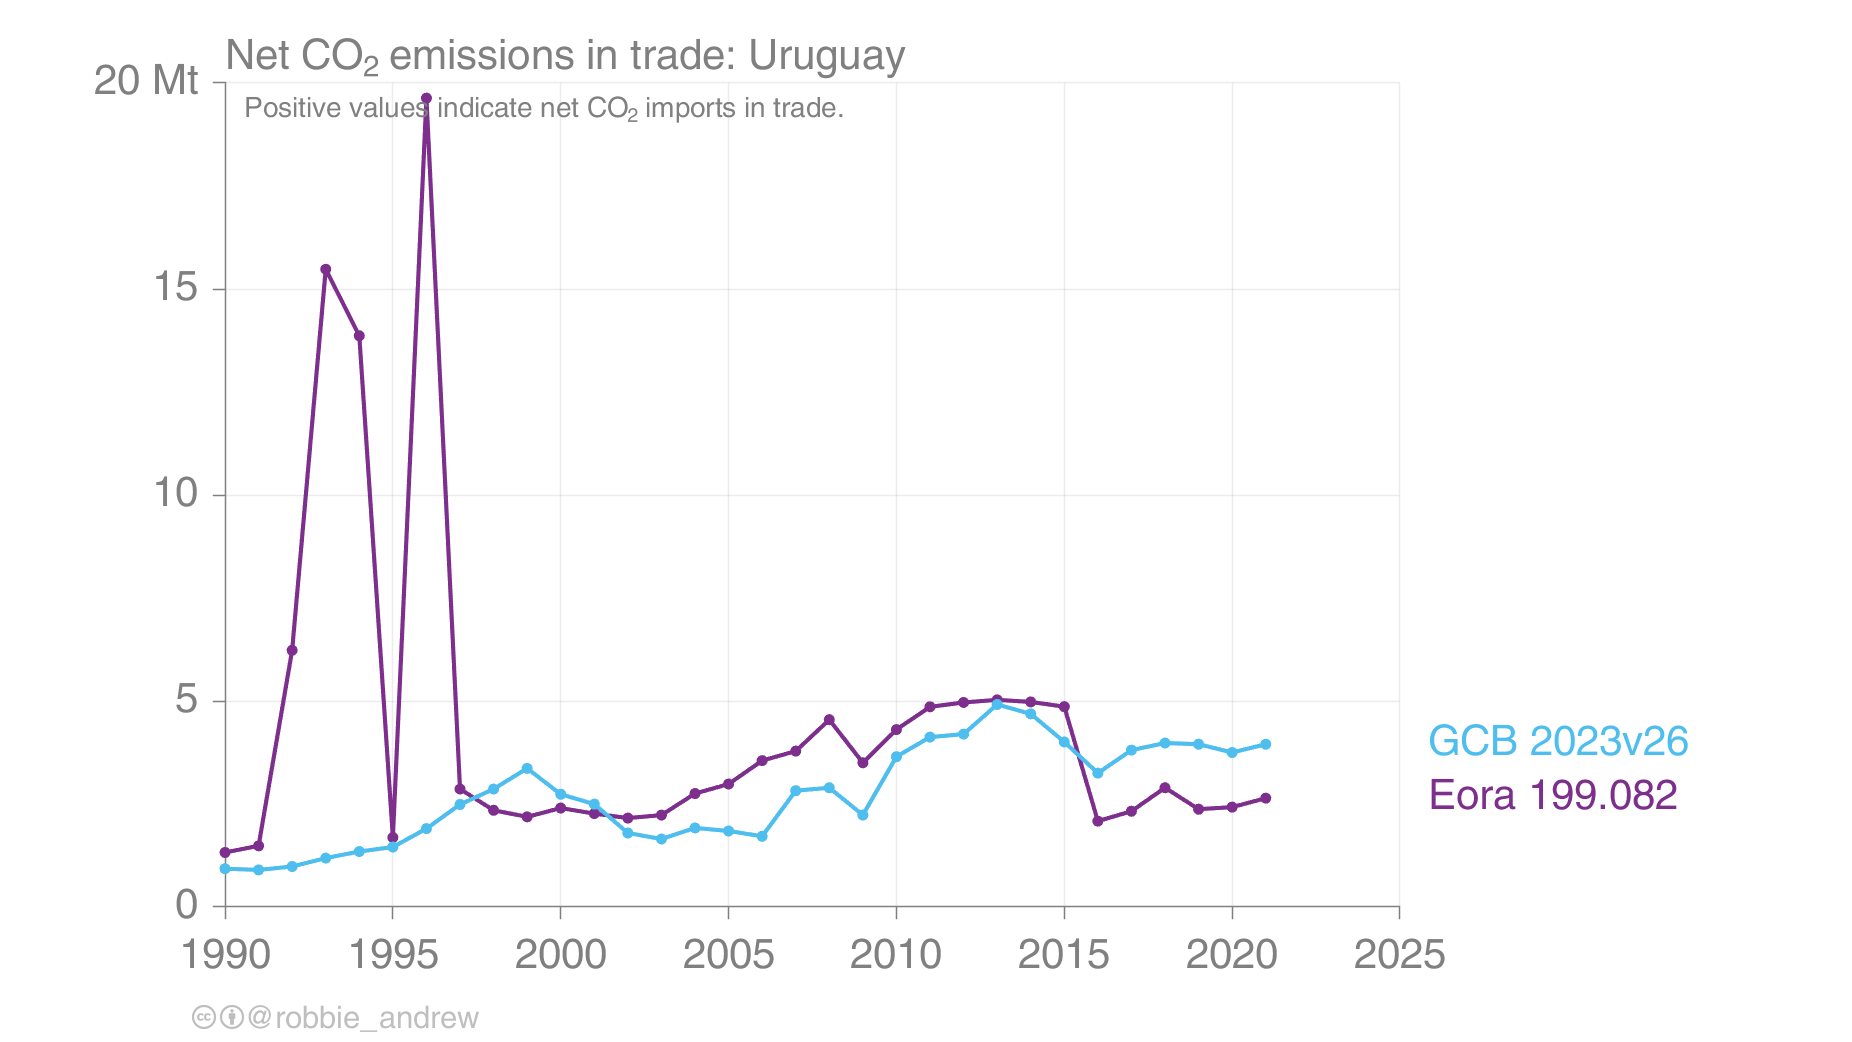 Net CO₂ emissions in trade: Uruguay
20 Mt
Positive values indicate net CO₂ imports in trade.
15
10
5
0
GCB 2023v26
Eora 199.082
1990 1995 2000 2005 2010 2015 2020 2025
@robbie_andrew